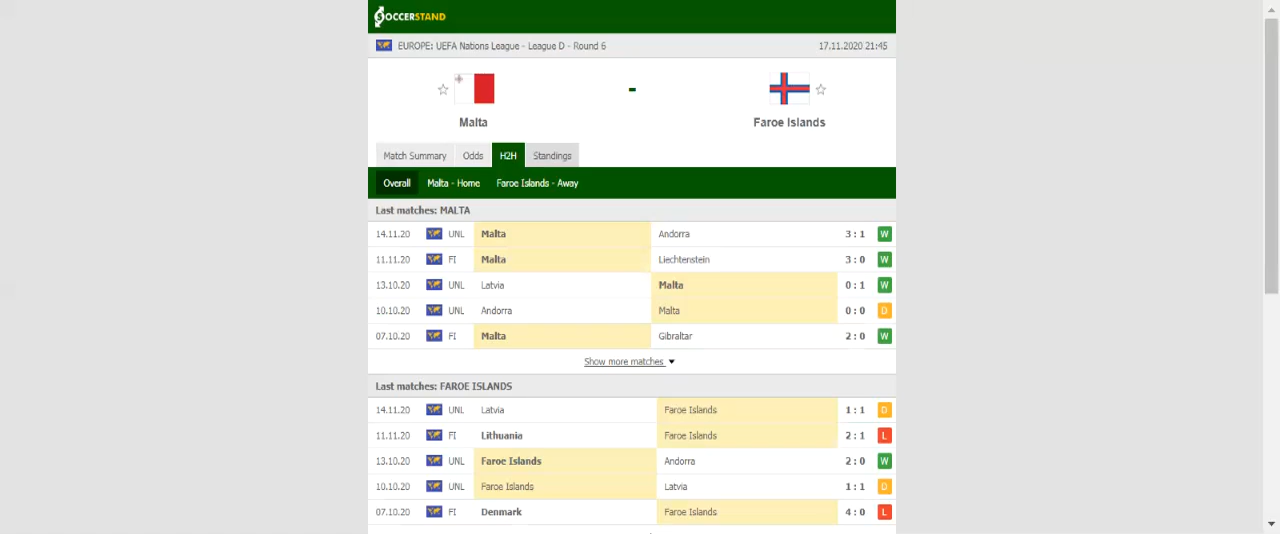 SOCCERSTAND
EUROPE: UEFA Nations League - League D - Round 6 17.11.2020 21:45
-
Malta Faroe Islands
Match Summary Odds H2H Standings
Overall Malta - Home Faroe Islands - Away
Last matches: MALTA
14.11.20 UNL Malta Andorra 3 : 1 W
11.11.20 FI Malta Liechtenstein 3 : 0 W
13.10.20 UNL Latvia Malta 0 : 1 W
10.10.20 UNL Andorra Malta 0 : 0 D
07.10.20 FI Malta Gibraltar 2 : 0 W
Show more matches
Last matches: FAROE ISLANDS
14.11.20 UNL Latvia Faroe Islands 1 : 1 D
11.11.20 FI Lithuania Faroe Islands 2 : 1 L
13.10.20 UNL Faroe Islands Andorra 2 : 0 W
10.10.20 UNL Faroe Islands Latvia 1 : 1 D
07.10.20 FI Denmark Faroe Islands 4 : 0 L